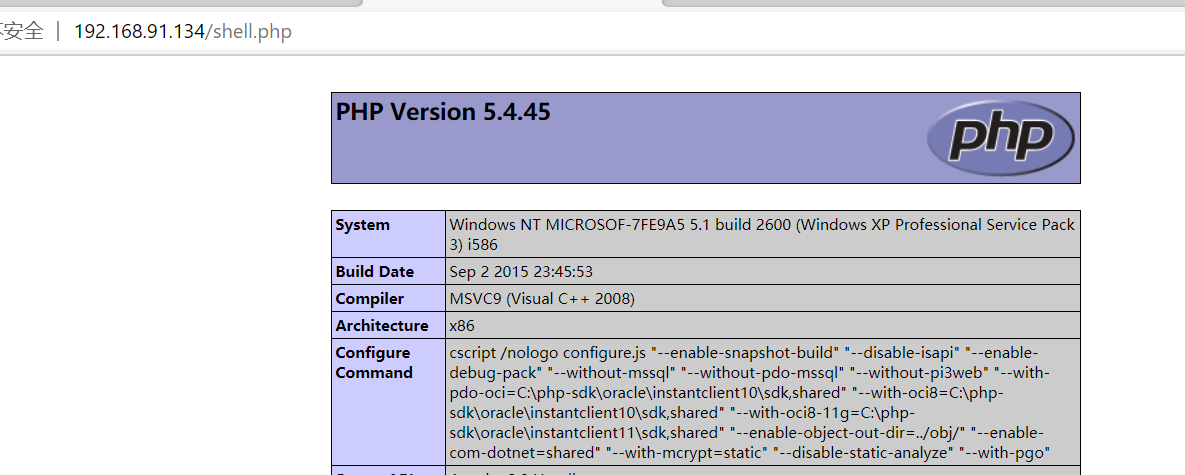 不安全 | 192.168.91.134/shell.php
PHP Version 5.4.45
php
System
Windows NT MICROSOF-7FE9A5 5.1 build 2600 (Windows XP Professional Service Pack
3) i586
Build Date
Sep 2 2015 23:45:53
Compiler
MSVC9 (Visual C++ 2008)
Architecture
x86
Configure
Command
cscript /nologo configure.js "--enable-snapshot-build" "--disable-isapi" "--enable-
debug-pack" "--without-mssql" "--without-pdo-mssql" "--without-pi3web" "--with-
pdo-oci=C:\php-sdk\oracle\instantclient10\sdk,shared" "--with-oci8=C:\php-
sdk\oracle\instantclient10\sdk,shared" "--with-oci8-11g=C:\php-
sdk\oracle\instantclient11\sdk,shared" "--enable-object-out-dir=../obj/" "--enable-
com-dotnet=shared" "--with-mcrypt=static" "--disable-static-analyze" "--with-pgo"